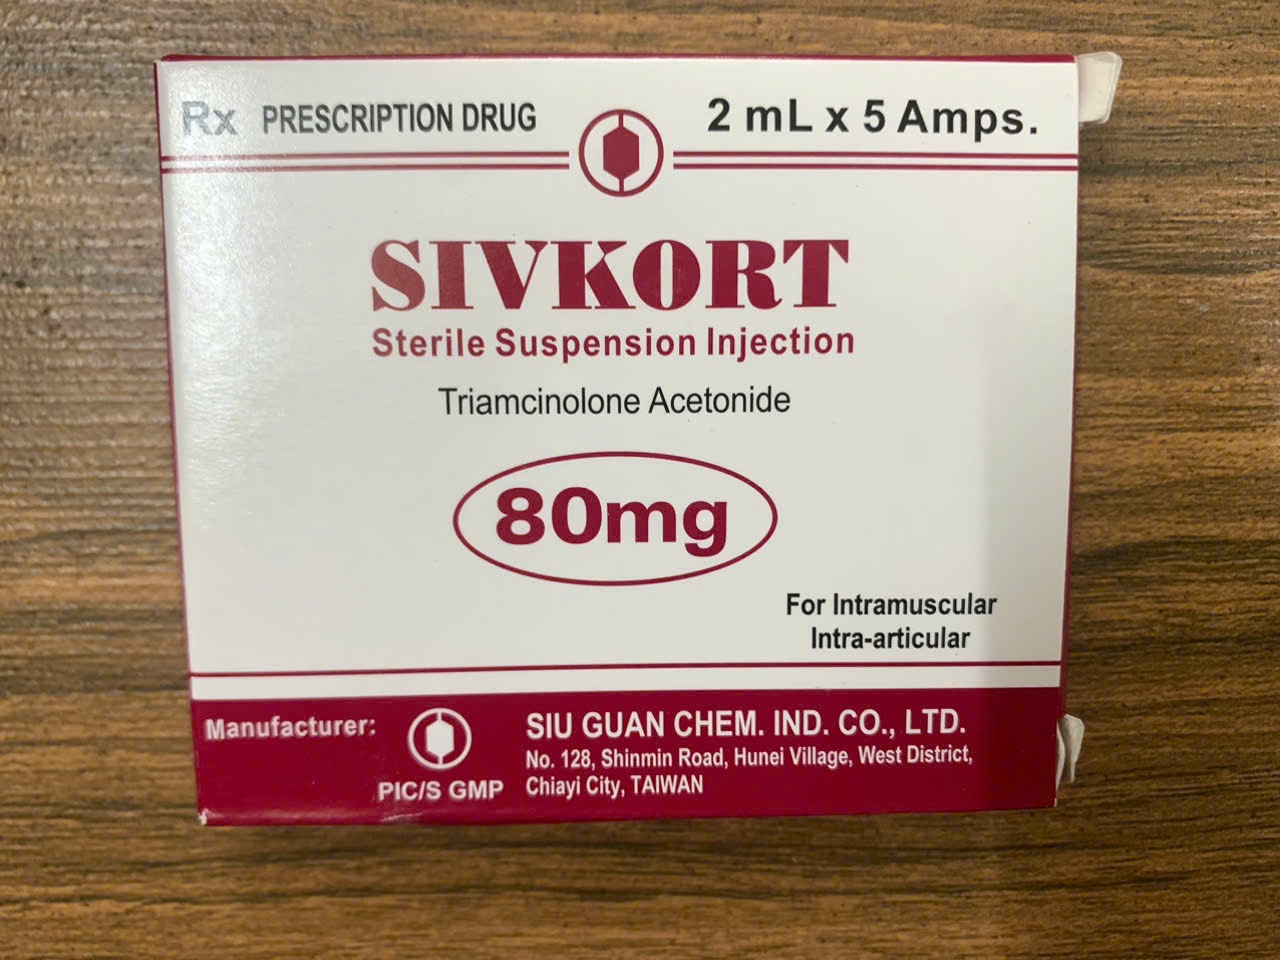 Rx PRESCRIPTION DRUG
2 mL x 5 Amps.
SIVKORT
Sterile Suspension Injection
Triamcinolone Acetonide
80mg
For Intramuscular
Intra-articular
Manufacturer:
PIC/S GMP
SIU GUAN CHEM. IND. CO., LTD.
No. 128, Shinmin Road, Hunei Village, West District,
Chiayi City, TAIWAN